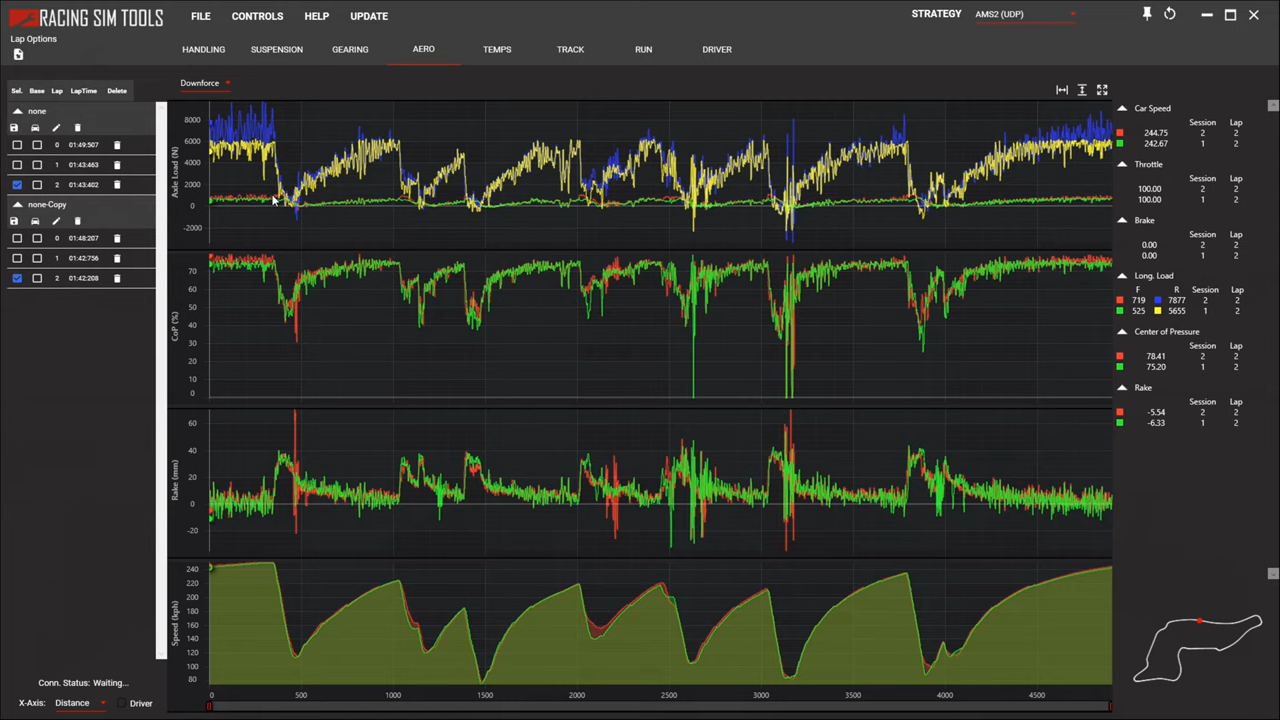 RACING SIM TOOLS
FILE CONTROLS HELP UPDATE
STRATEGY AMS2 (UDP)
Lap Options
HANDLING SUSPENSION GEARING AERO TEMPS TRACK RUN DRIVER
Sel. Base Lap LapTime Delete
none
0 01:49:507
1 01:43:463
2 01:43:402
none-Copy
0 01:48:207
1 01:42:756
2 01:42:208
Conn. Status: Waiting...
X-Axis: Distance Driver
Downforce
Axle Load (N)
8000
6000
4000
2000
0
-2000
CoP (%)
70
60
50
40
30
20
10
0
Rake (mm)
60
40
20
0
-20
Speed (kph)
240
220
200
180
160
140
120
100
80
0 500 1000 1500 2000 2500 3000 3500 4000 4500
Car Speed
Session Lap
244.75 2 2
242.67 1 2
Throttle
Session Lap
100.00 2 2
100.00 1 2
Brake
Session Lap
0.00 2 2
0.00 1 2
Long. Load
F R Session Lap
719 7877 2 2
525 5655 1 2
Center of Pressure
Session Lap
78.41 2 2
75.20 1 2
Rake
Session Lap
-5.54 2 2
-6.33 1 2